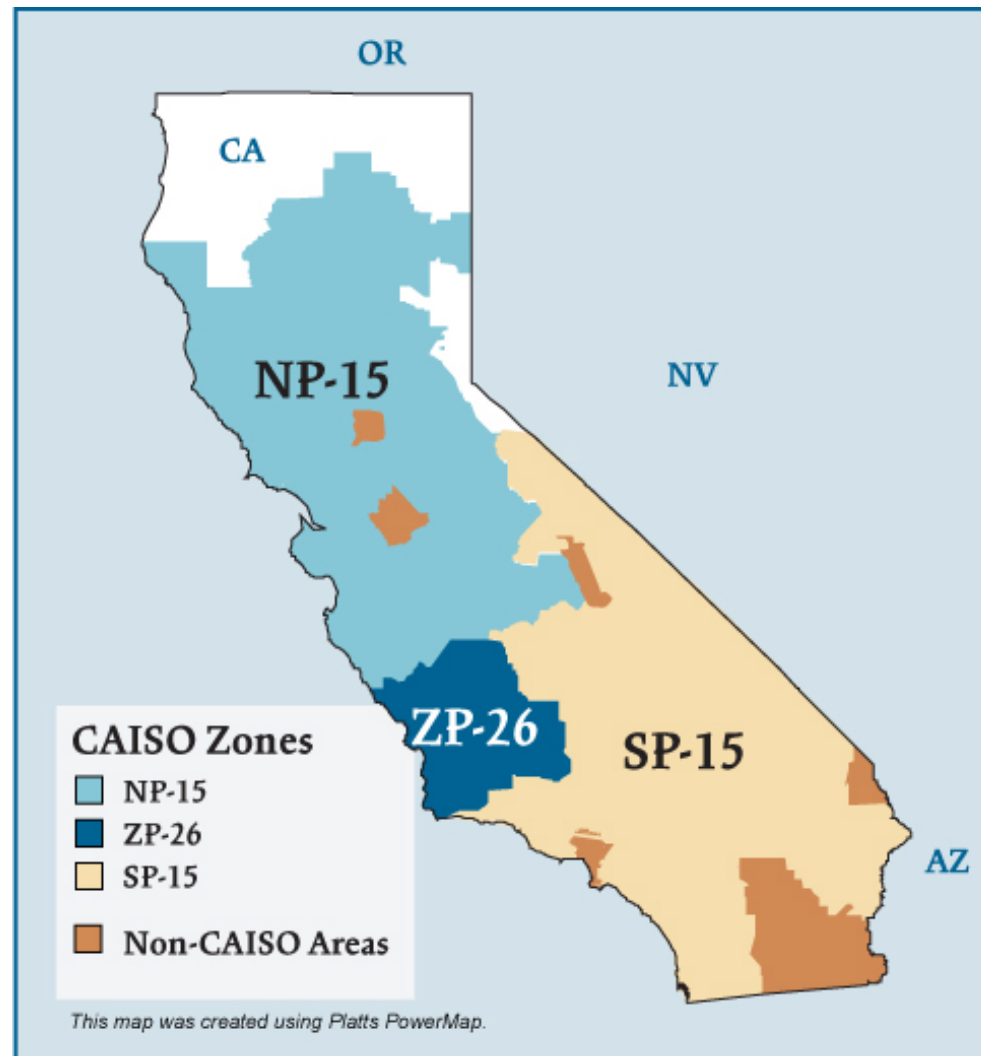 OR
CA
NP-15
NV
ZP-26
SP-15
AZ
CAISO Zones
NP-15
ZP-26
SP-15
Non-CAISO Areas
This map was created using Platts PowerMap.